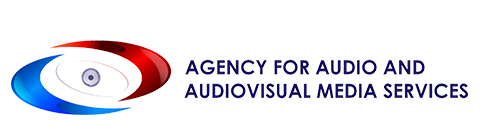 AGENCY FOR AUDIO AND
AUDIOVISUAL MEDIA SERVICES